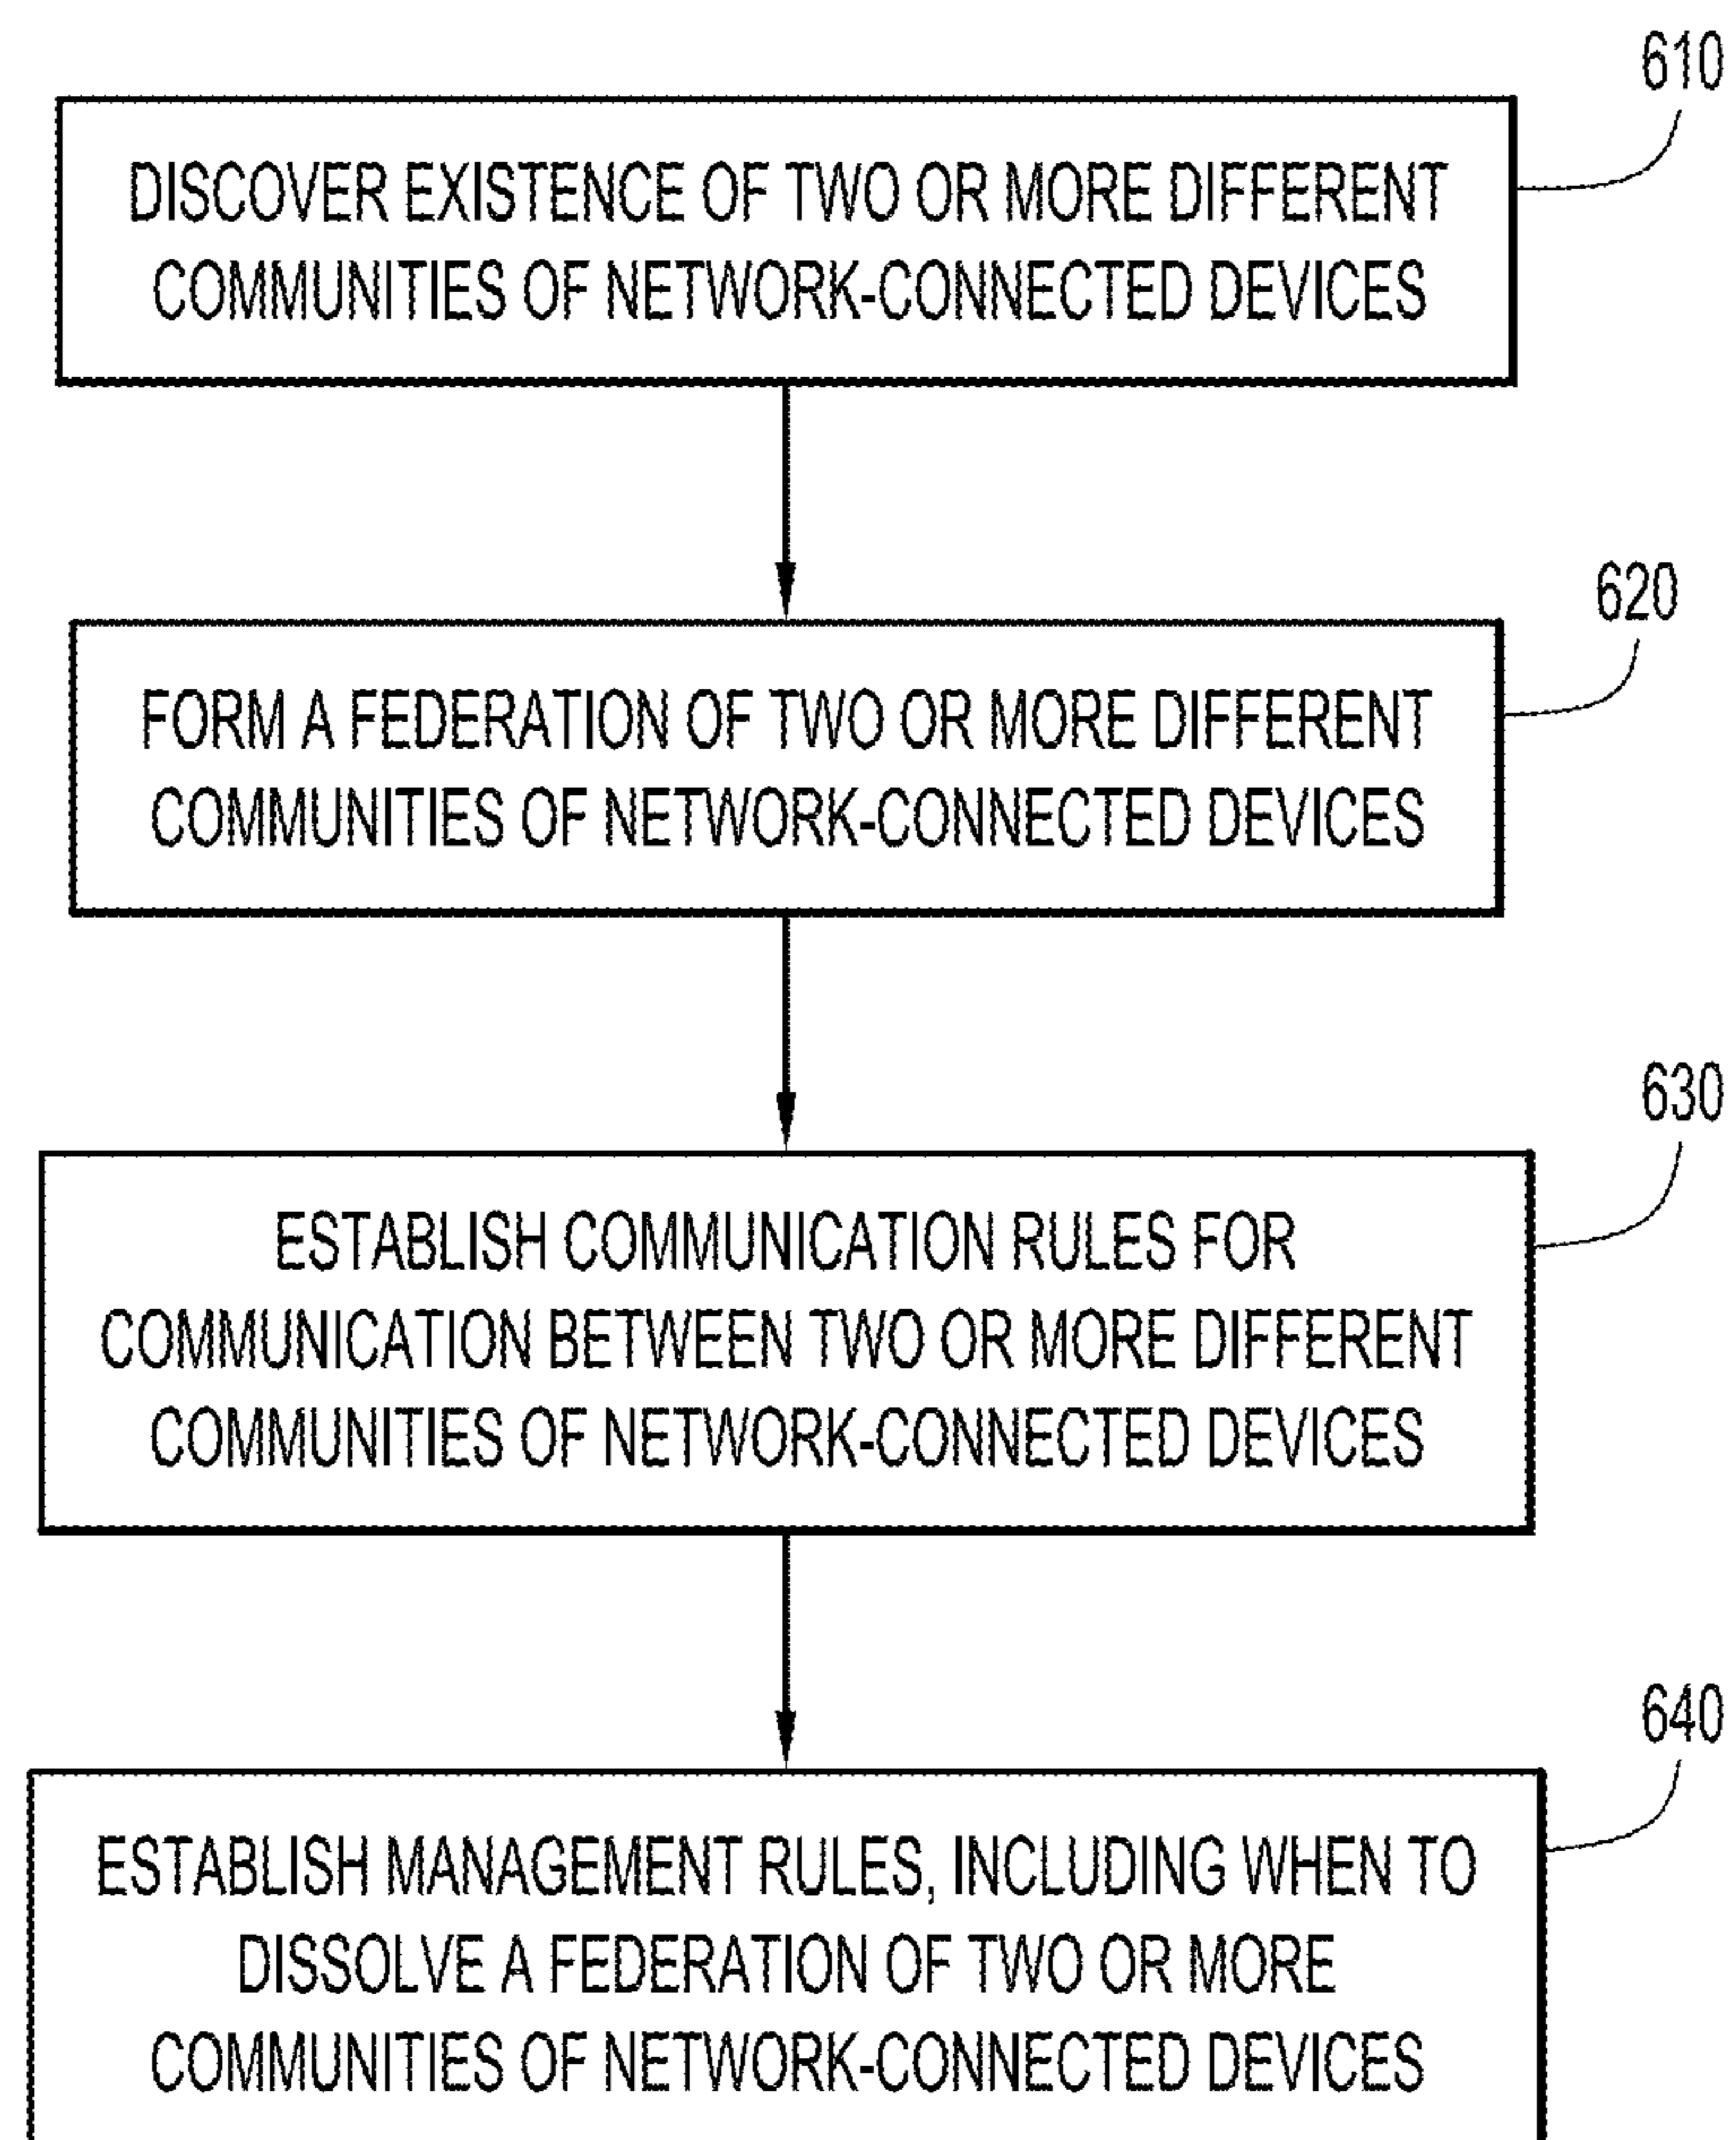 610
DISCOVER EXISTENCE OF TWO OR MORE DIFFERENT
COMMUNITIES OF NETWORK-CONNECTED DEVICES
620
FORM A FEDERATION OF TWO OR MORE DIFFERENT
COMMUNITIES OF NETWORK-CONNECTED DEVICES
630
ESTABLISH COMMUNICATION RULES FOR
COMMUNICATION BETWEEN TWO OR MORE DIFFERENT
COMMUNITIES OF NETWORK-CONNECTED DEVICES
640
ESTABLISH MANAGEMENT RULES, INCLUDING WHEN TO
DISSOLVE A FEDERATION OF TWO OR MORE
COMMUNITIES OF NETWORK-CONNECTED DEVICES